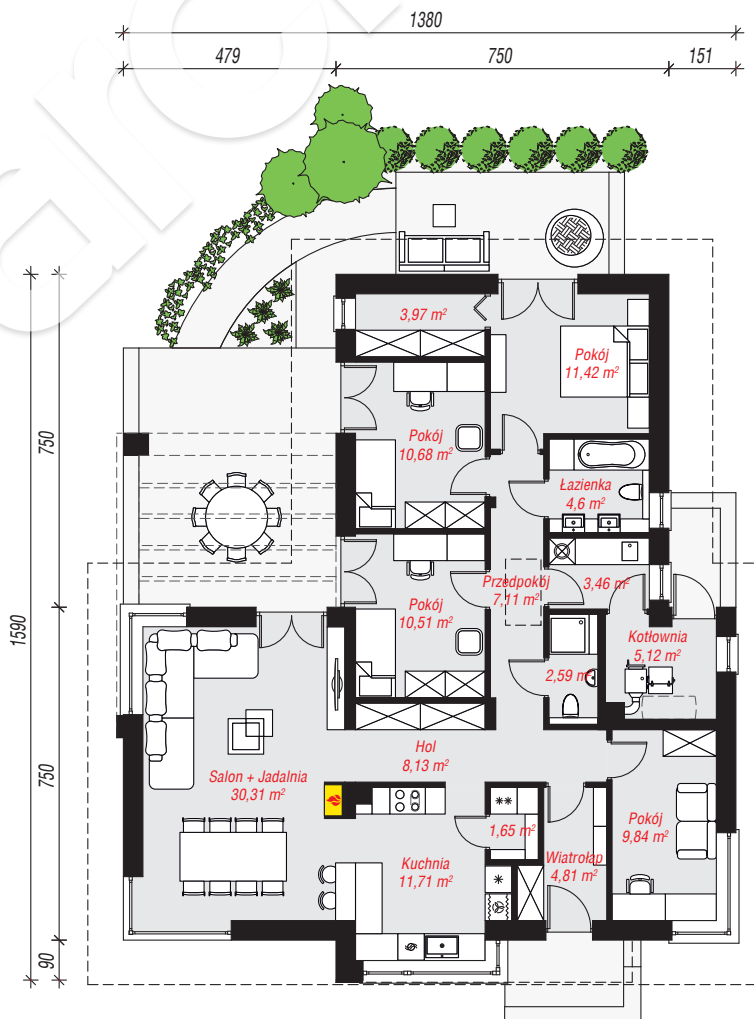 1380
479
750
151
3,97 m²
Pokój
11,42 m²
Pokój
10,68 m²
Łazienka
4,6 m²
750
Przedpokój
7,11 m²
3,46 m²
Pokój
10,51 m²
Kotłownia
5,12 m²
1590
2,59 m²
Hol
8,13 m²
Salon + Jadalnia
30,31 m²
750
1,65 m²
Pokój
9,84 m²
Kuchnia
11,71 m²
Wiatrołap
4,81 m²
90